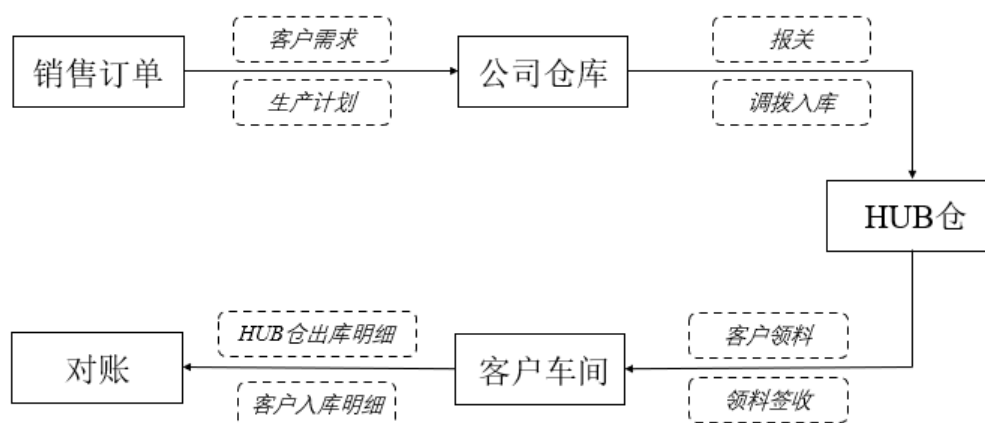 销售订单
客户需求
生产计划
公司仓库
报关
调拨入库
HUB仓
客户领料
领料签收
客户车间
HUB仓出库明细
客户入库明细
对账